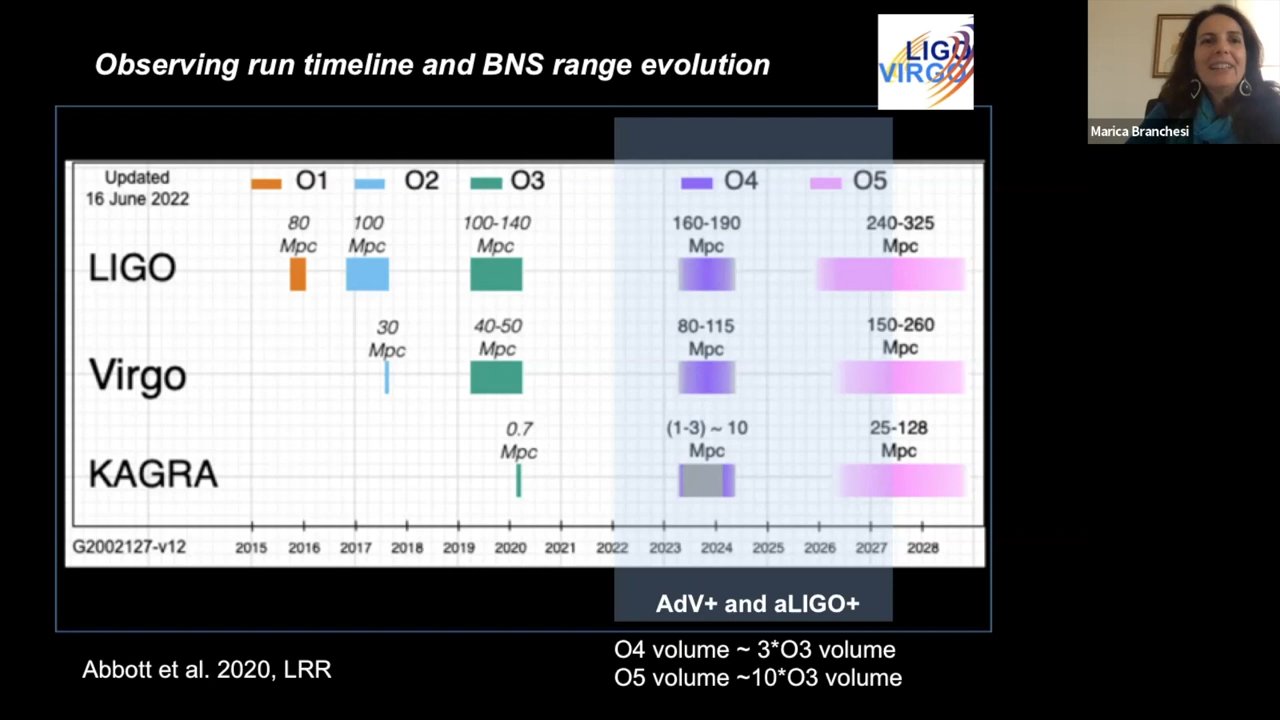 Observing run timeline and BNS range evolution
LIGO
VIRGO
Marica Branchesi
Updated
16 June 2022
O1
O2
O3
O4
O5
80
Mpc
100
Mpc
100-140
Mpc
160-190
Mpc
240-325
Mpc
LIGO
30
Mpc
40-50
Mpc
80-115
Mpc
150-260
Mpc
Virgo
0.7
Mpc
(1-3) ~ 10
Mpc
25-128
Mpc
KAGRA
G2002127-v12
2015 2016 2017 2018 2019 2020 2021 2022 2023 2024 2025 2026 2027 2028
AdV+ and aLIGO+
O4 volume ~ 3*O3 volume
O5 volume ~10*O3 volume
Abbott et al. 2020, LRR